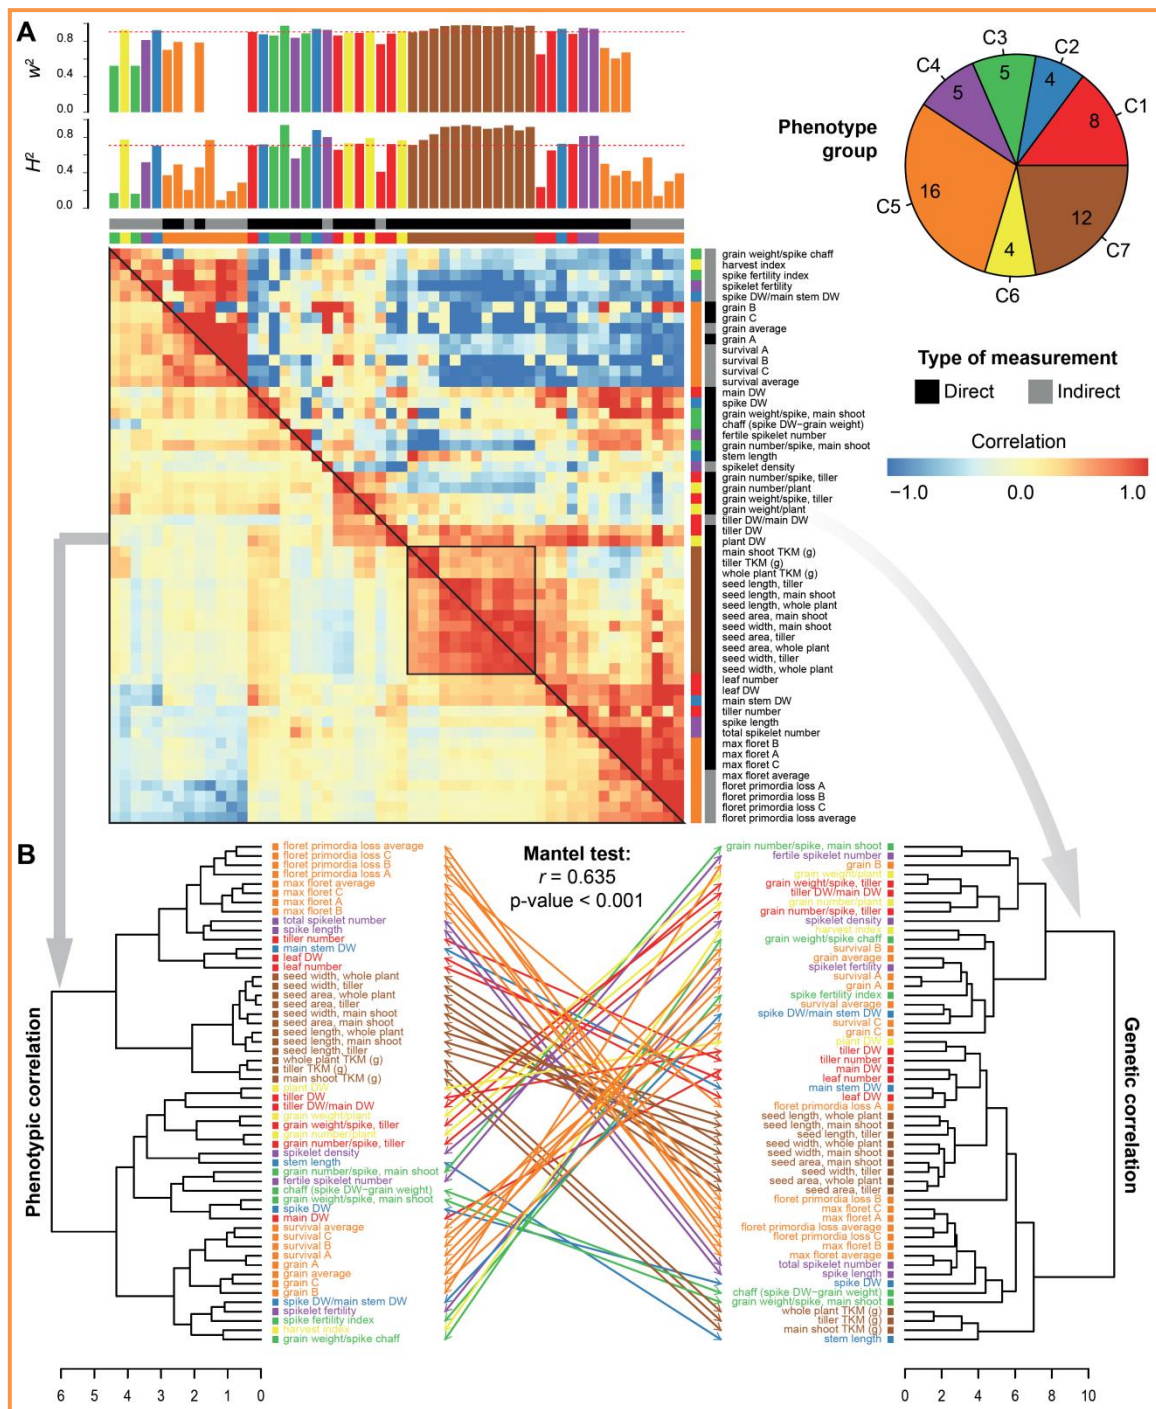 A
w²
0.8
0.4
0.0
H²
0.8
0.4
0.0
Phenotype
group
C1
8
C2
4
C3
5
C4
5
C5
16
C6
4
C7
12
Type of measurement
Direct
Indirect
Correlation
−1.0
0.0
1.0
grain weight/spike chaff
harvest index
spike fertility index
spikelet fertility
spike DW/main stem DW
grain B
grain C
grain average
grain A
survival A
survival B
survival C
survival average
main DW
spike DW
grain weight/spike, main shoot
chaff (spike DW−grain weight)
fertile spikelet number
grain number/spike, main shoot
stem length
spikelet density
grain number/spike, tiller
grain number/plant
grain weight/spike, tiller
grain weight/plant
tiller DW/main DW
tiller DW
plant DW
main shoot TKM (g)
tiller TKM (g)
whole plant TKM (g)
seed length, tiller
seed length, main shoot
seed length, whole plant
seed area, main shoot
seed width, main shoot
seed area, tiller
seed area, whole plant
seed width, tiller
seed width, whole plant
leaf number
leaf DW
main stem DW
tiller number
spike length
total spikelet number
max floret B
max floret A
max floret C
max floret average
floret primordia loss A
floret primordia loss B
floret primordia loss C
floret primordia loss average
B
Phenotypic correlation
floret primordia loss average
floret primordia loss C
floret primordia loss B
floret primordia loss A
max floret average
max floret C
max floret A
max floret B
total spikelet number
spike length
tiller number
main stem DW
leaf DW
leaf number
seed width, whole plant
seed width, tiller
seed area, whole plant
seed area, tiller
seed width, main shoot
seed area, main shoot
seed length, whole plant
seed length, main shoot
seed length, tiller
whole plant TKM (g)
tiller TKM (g)
main shoot TKM (g)
plant DW
tiller DW
tiller DW/main DW
grain weight/plant
grain weight/spike, tiller
grain number/plant
grain number/spike, tiller
spikelet density
stem length
grain number/spike, main shoot
fertile spikelet number
chaff (spike DW−grain weight)
grain weight/spike, main shoot
spike DW
main DW
survival average
survival C
survival B
survival A
grain A
grain average
grain C
grain B
spike DW/main stem DW
spikelet fertility
spike fertility index
harvest index
grain weight/spike chaff
6 5 4 3 2 1 0
Mantel test:
r = 0.635
p-value < 0.001
grain number/spike, main shoot
fertile spikelet number
grain B
grain weight/plant
grain weight/spike, tiller
tiller DW/main DW
grain number/plant
grain number/spike, tiller
spikelet density
harvest index
grain weight/spike chaff
survival B
grain average
spikelet fertility
survival A
grain A
spike fertility index
survival average
spike DW/main stem DW
survival C
grain C
plant DW
tiller DW
tiller number
main DW
leaf number
main stem DW
leaf DW
floret primordia loss A
seed length, whole plant
seed length, main shoot
seed length, tiller
seed width, whole plant
seed width, main shoot
seed area, main shoot
seed width, tiller
seed area, whole plant
seed area, tiller
floret primordia loss B
max floret C
max floret A
floret primordia loss average
floret primordia loss C
max floret B
max floret average
total spikelet number
spike length
spike DW
chaff (spike DW−grain weight)
grain weight/spike, main shoot
whole plant TKM (g)
tiller TKM (g)
main shoot TKM (g)
stem length
Genetic correlation
0 2 4 6 8 10